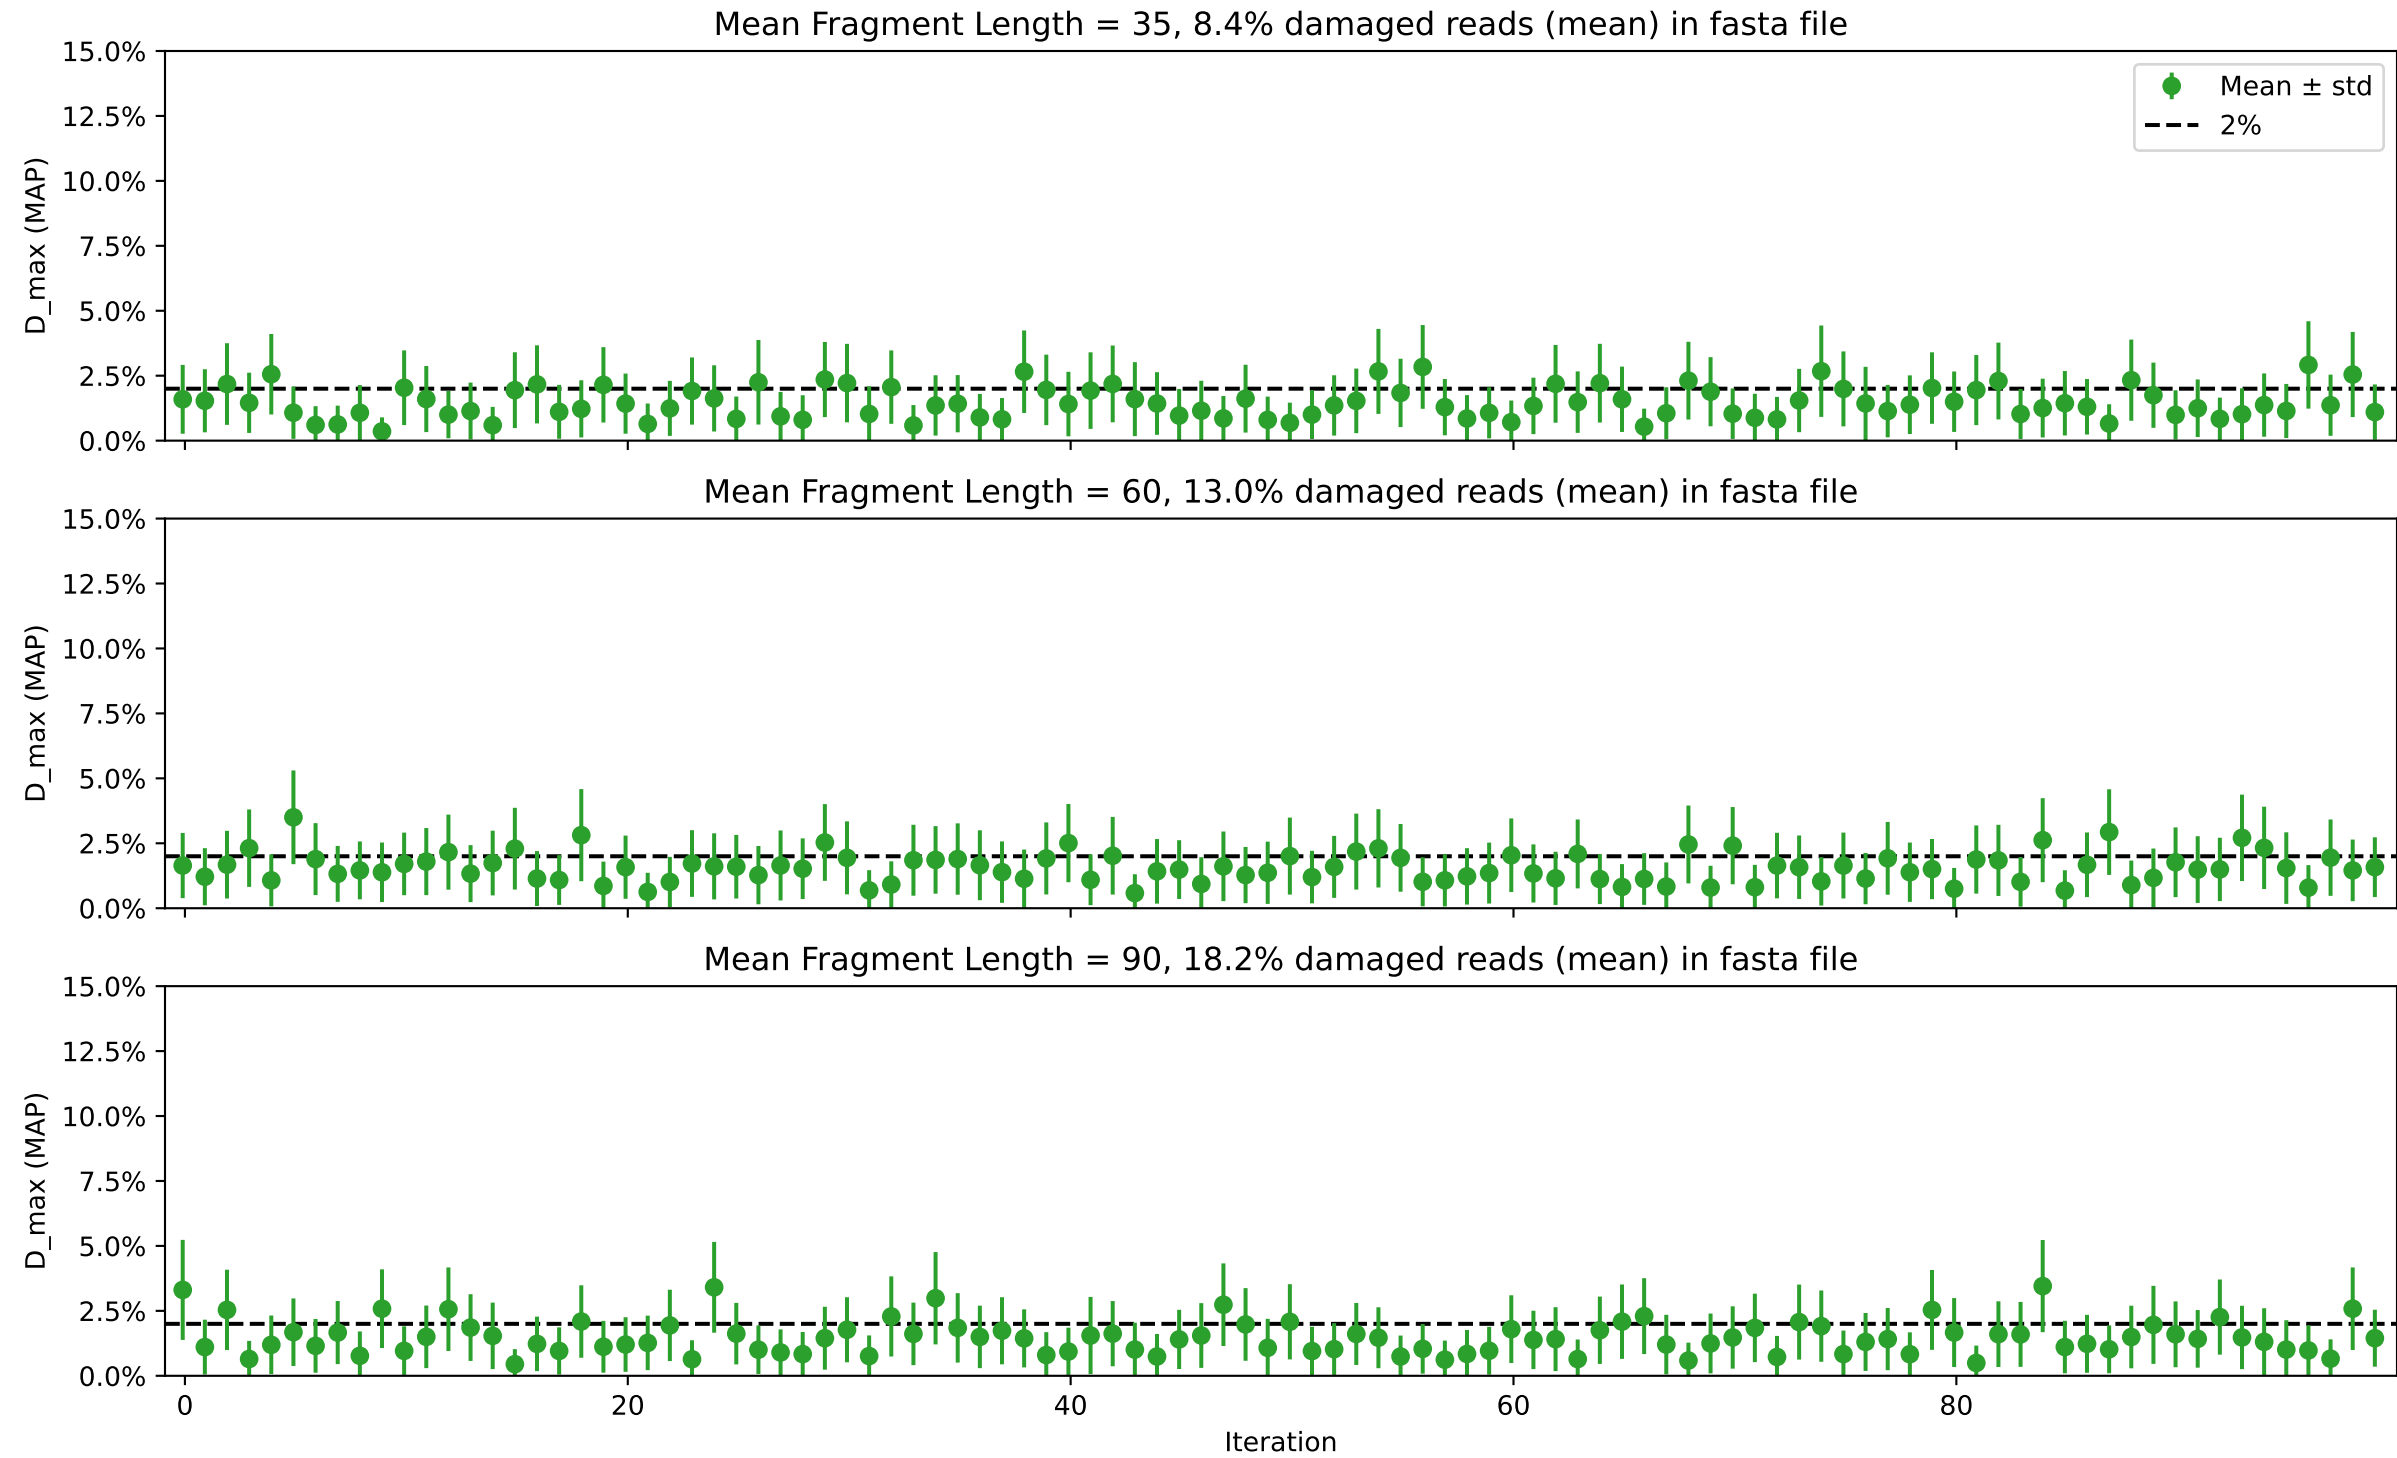 Mean Fragment Length = 35, 8.4% damaged reads (mean) in fasta file
15.0%
12.5%
10.0%
7.5%
5.0%
2.5%
0.0%
D_max (MAP)
Mean ± std
2%
Mean Fragment Length = 60, 13.0% damaged reads (mean) in fasta file
15.0%
12.5%
10.0%
7.5%
5.0%
2.5%
0.0%
D_max (MAP)
Mean Fragment Length = 90, 18.2% damaged reads (mean) in fasta file
15.0%
12.5%
10.0%
7.5%
5.0%
2.5%
0.0%
D_max (MAP)
0 20 40 60 80
Iteration